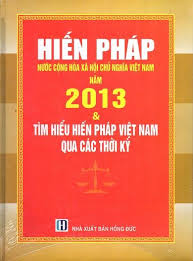 HIẾN PHÁP
NƯỚC CỘNG HÒA XÃ HỘI CHỦ NGHĨA VIỆT NAM
NĂM
2013
&
TÌM HIỂU HIẾN PHÁP VIỆT NAM
QUA CÁC THỜI KỲ
NHÀ XUẤT BẢN HỒNG ĐỨC